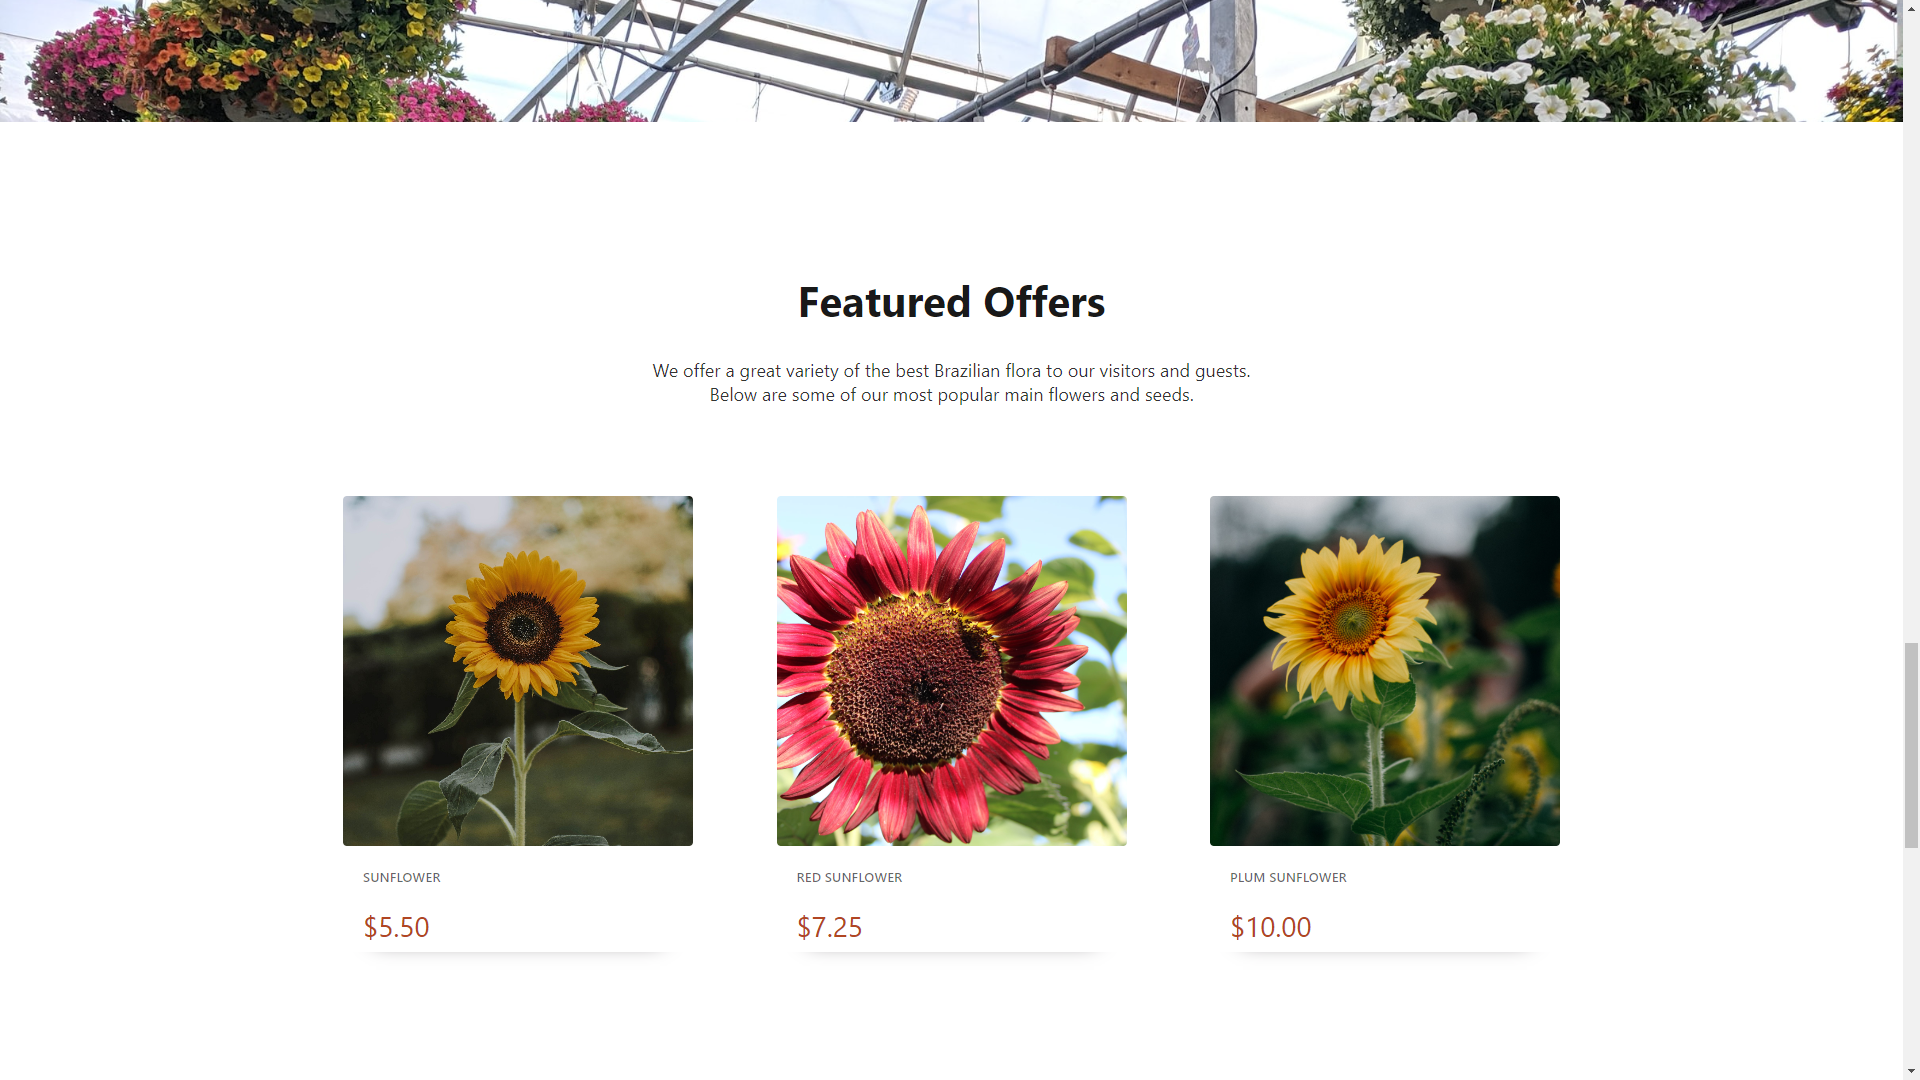 Featured Offers
We offer a great variety of the best Brazilian flora to our visitors and guests.
Below are some of our most popular main flowers and seeds.
SUNFLOWER
RED SUNFLOWER
PLUM SUNFLOWER
$5.50
$7.25
$10.00